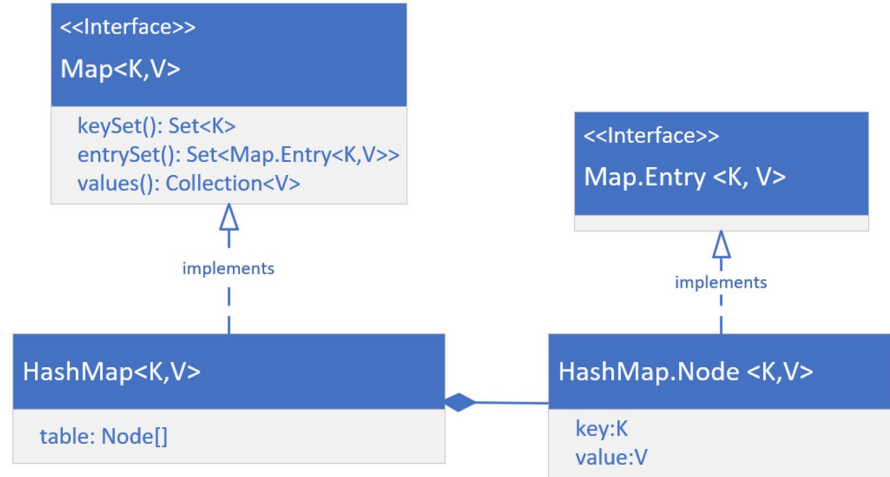 <<Interface>>
Map<K,V>
keySet(): Set<K>
entrySet(): Set<Map.Entry<K,V>>
values(): Collection<V>
<<Interface>>
Map.Entry <K, V>
implements
implements
HashMap<K,V>
table: Node[]
HashMap.Node <K,V>
key:K
value:V